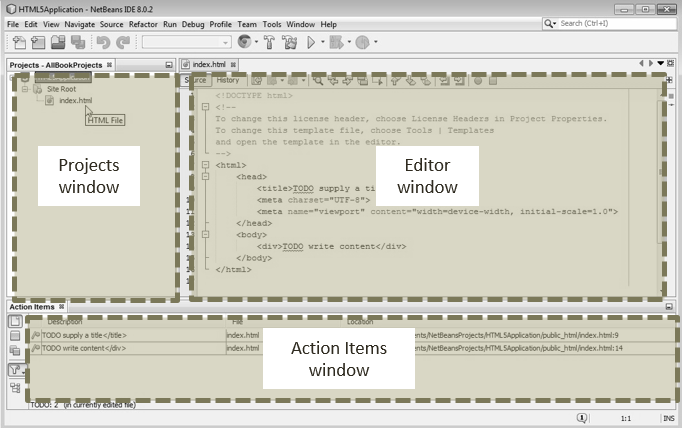 HTML5Application - NetBeans IDE 8.0.2
File Edit View Navigate Source Refactor Run Debug Profile Team Tools Window Help
Search (Ctrl+I)
Projects - AllBookProjects
index.html
Source History
Site Root
index.html
HTML File
<!DOCTYPE html>
<!--
To change this license header, choose License Headers in Project Properties.
To change this template file, choose Tools | Templates
and open the template in the editor.
-->
<html>
<head>
<title>TODO supply a ti
<meta charset="UTF-8">
<meta name="viewport" content="width=device-width, initial-scale=1.0">
</head>
<body>
<div>TODO write content</div>
</body>
</html>
Projects
window
Editor
window
Action Items
Description File Location
TODO supply a title</title> index.html ents/NetBeansProjects/HTML5Application/public_html/index.html:9
TODO write content</div> index.html ents/NetBeansProjects/HTML5Application/public_html/index.html:14
Action Items
window
TODO: 2 (in currently edited file)
1:1 INS